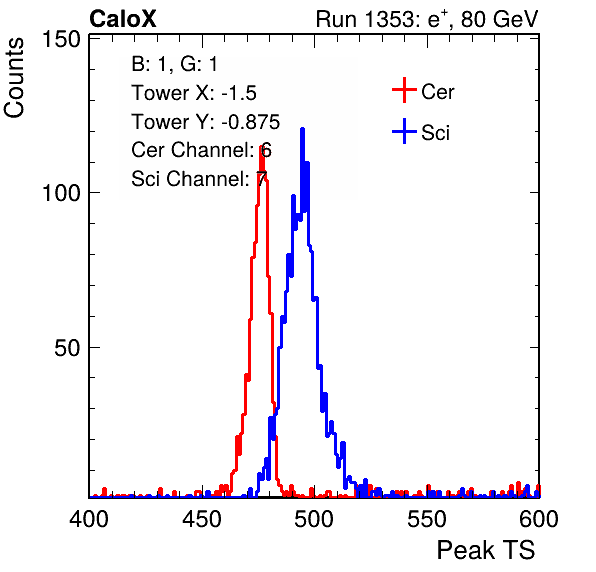 CaloX Run 1353: e⁺, 80 GeV
Counts
150
100
50
B: 1, G: 1
Tower X: -1.5
Tower Y: -0.875
Cer Channel: 6
Sci Channel: 7
Cer
Sci
400 450 500 550 600
Peak TS